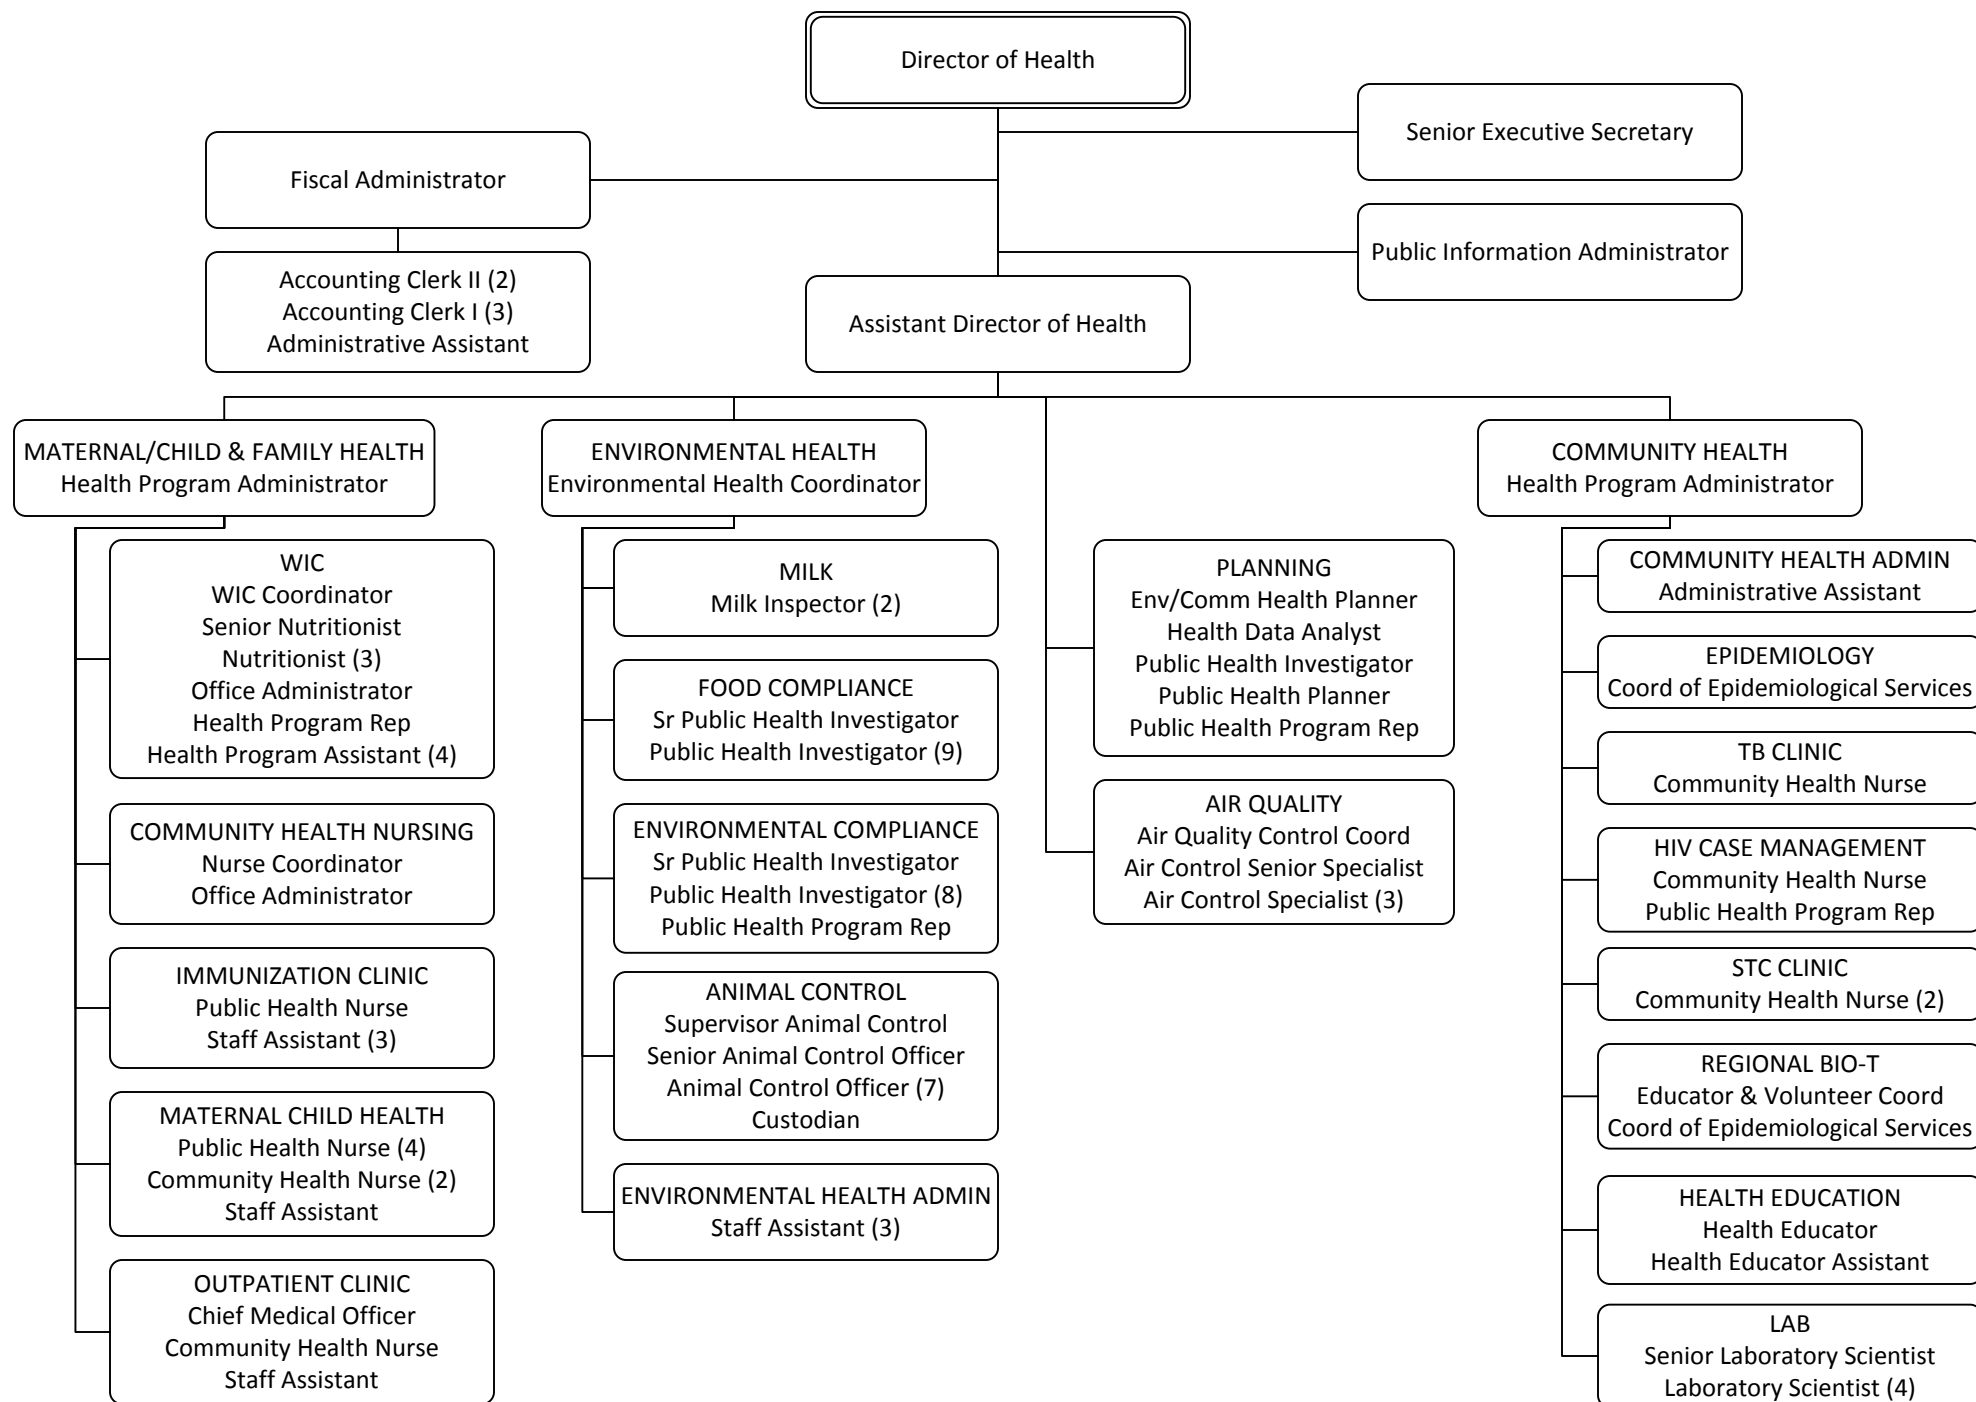 Director of Health
Senior Executive Secretary
Fiscal Administrator
Public Information Administrator
Accounting Clerk II (2)
Accounting Clerk I (3)
Administrative Assistant
Assistant Director of Health
MATERNAL/CHILD & FAMILY HEALTH
Health Program Administrator
ENVIRONMENTAL HEALTH
Environmental Health Coordinator
COMMUNITY HEALTH
Health Program Administrator
WIC
WIC Coordinator
Senior Nutritionist
Nutritionist (3)
Office Administrator
Health Program Rep
Health Program Assistant (4)
COMMUNITY HEALTH NURSING
Nurse Coordinator
Office Administrator
IMMUNIZATION CLINIC
Public Health Nurse
Staff Assistant (3)
MATERNAL CHILD HEALTH
Public Health Nurse (4)
Community Health Nurse (2)
Staff Assistant
OUTPATIENT CLINIC
Chief Medical Officer
Community Health Nurse
Staff Assistant
MILK
Milk Inspector (2)
FOOD COMPLIANCE
Sr Public Health Investigator
Public Health Investigator (9)
ENVIRONMENTAL COMPLIANCE
Sr Public Health Investigator
Public Health Investigator (8)
Public Health Program Rep
ANIMAL CONTROL
Supervisor Animal Control
Senior Animal Control Officer
Animal Control Officer (7)
Custodian
ENVIRONMENTAL HEALTH ADMIN
Staff Assistant (3)
PLANNING
Env/Comm Health Planner
Health Data Analyst
Public Health Investigator
Public Health Planner
Public Health Program Rep
AIR QUALITY
Air Quality Control Coord
Air Control Senior Specialist
Air Control Specialist (3)
COMMUNITY HEALTH ADMIN
Administrative Assistant
EPIDEMIOLOGY
Coord of Epidemiological Services
TB CLINIC
Community Health Nurse
HIV CASE MANAGEMENT
Community Health Nurse
Public Health Program Rep
STC CLINIC
Community Health Nurse (2)
REGIONAL BIO-T
Educator & Volunteer Coord
Coord of Epidemiological Services
HEALTH EDUCATION
Health Educator
Health Educator Assistant
LAB
Senior Laboratory Scientist
Laboratory Scientist (4)